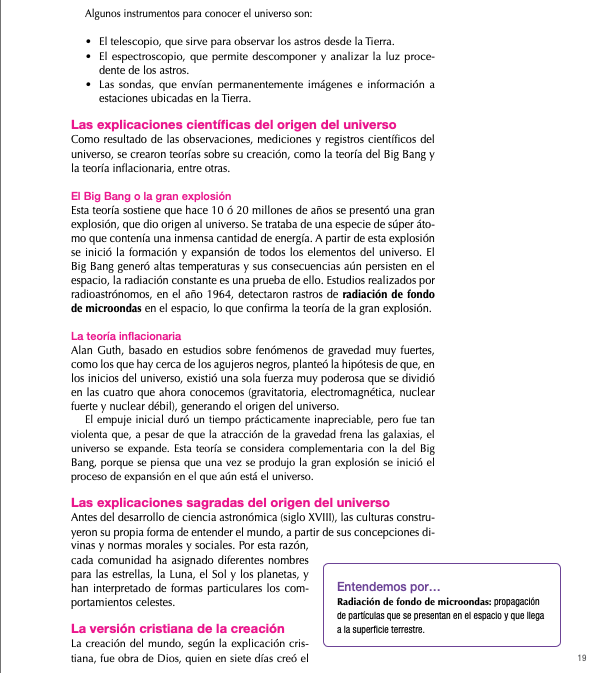 Algunos instrumentos para conocer el universo son:
• El telescopio, que sirve para observar los astros desde la Tierra.
• El espectroscopio, que permite descomponer y analizar la luz proce-
dente de los astros.
• Las sondas, que envían permanentemente imágenes e información a
estaciones ubicadas en la Tierra.
Las explicaciones científicas del origen del universo
Como resultado de las observaciones, mediciones y registros científicos del
universo, se crearon teorías sobre su creación, como la teoría del Big Bang y
la teoría inflacionaria, entre otras.
El Big Bang o la gran explosión
Esta teoría sostiene que hace 10 ó 20 millones de años se presentó una gran
explosión, que dio origen al universo. Se trataba de una especie de súper áto-
mo que contenía una inmensa cantidad de energía. A partir de esta explosión
se inició la formación y expansión de todos los elementos del universo. El
Big Bang generó altas temperaturas y sus consecuencias aún persisten en el
espacio, la radiación constante es una prueba de ello. Estudios realizados por
radioastrónomos, en el año 1964, detectaron rastros de radiación de fondo
de microondas en el espacio, lo que confirma la teoría de la gran explosión.
La teoría inflacionaria
Alan Guth, basado en estudios sobre fenómenos de gravedad muy fuertes,
como los que hay cerca de los agujeros negros, planteó la hipótesis de que, en
los inicios del universo, existió una sola fuerza muy poderosa que se dividió
en las cuatro que ahora conocemos (gravitatoria, electromagnética, nuclear
fuerte y nuclear débil), generando el origen del universo.
El empuje inicial duró un tiempo prácticamente inapreciable, pero fue tan
violenta que, a pesar de que la atracción de la gravedad frena las galaxias, el
universo se expande. Esta teoría se considera complementaria con la del Big
Bang, porque se piensa que una vez se produjo la gran explosión se inició el
proceso de expansión en el que aún está el universo.
Las explicaciones sagradas del origen del universo
Antes del desarrollo de ciencia astronómica (siglo XVIII), las culturas constru-
yeron su propia forma de entender el mundo, a partir de sus concepciones di-
vinas y normas morales y sociales. Por esta razón,
cada comunidad ha asignado diferentes nombres
para las estrellas, la Luna, el Sol y los planetas, y
han interpretado de formas particulares los com-
portamientos celestes.
La versión cristiana de la creación
La creación del mundo, según la explicación cris-
tiana, fue obra de Dios, quien en siete días creó el
Entendemos por...
Radiación de fondo de microondas: propagación
de partículas que se presentan en el espacio y que llega
a la superficie terrestre.
19